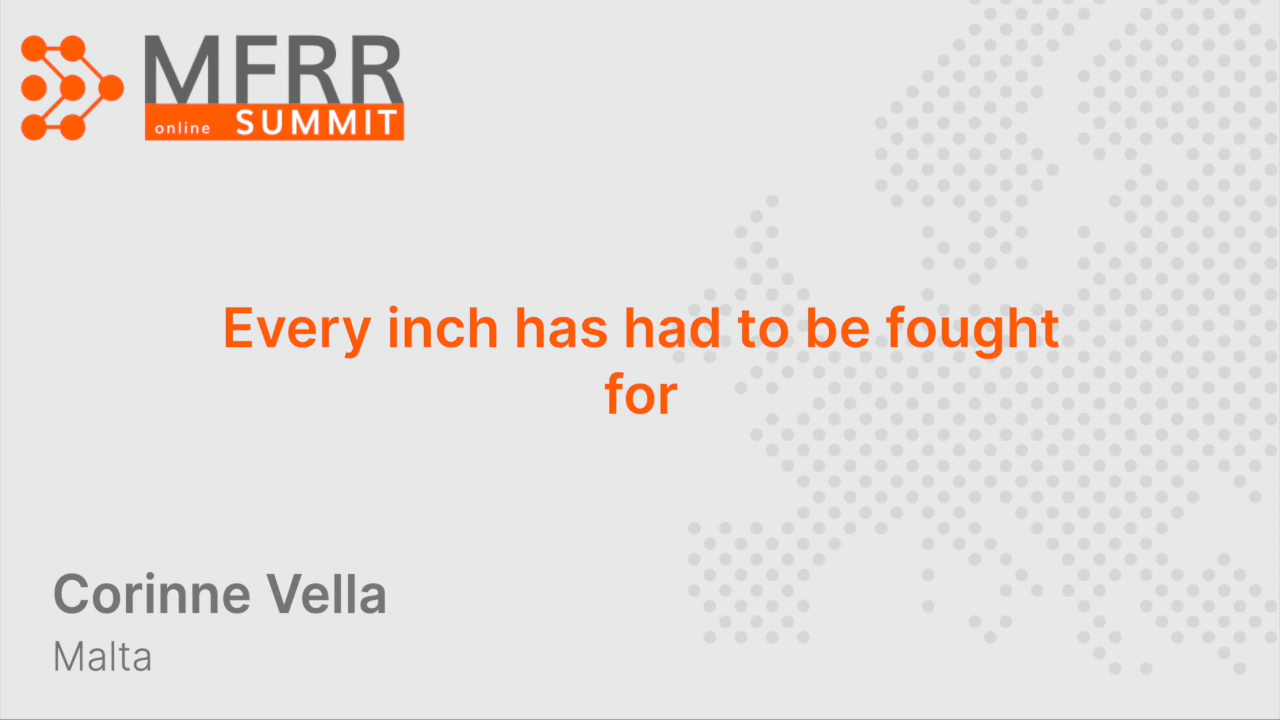 MFRR
online SUMMIT
Every inch has had to be fought
for
Corinne Vella
Malta